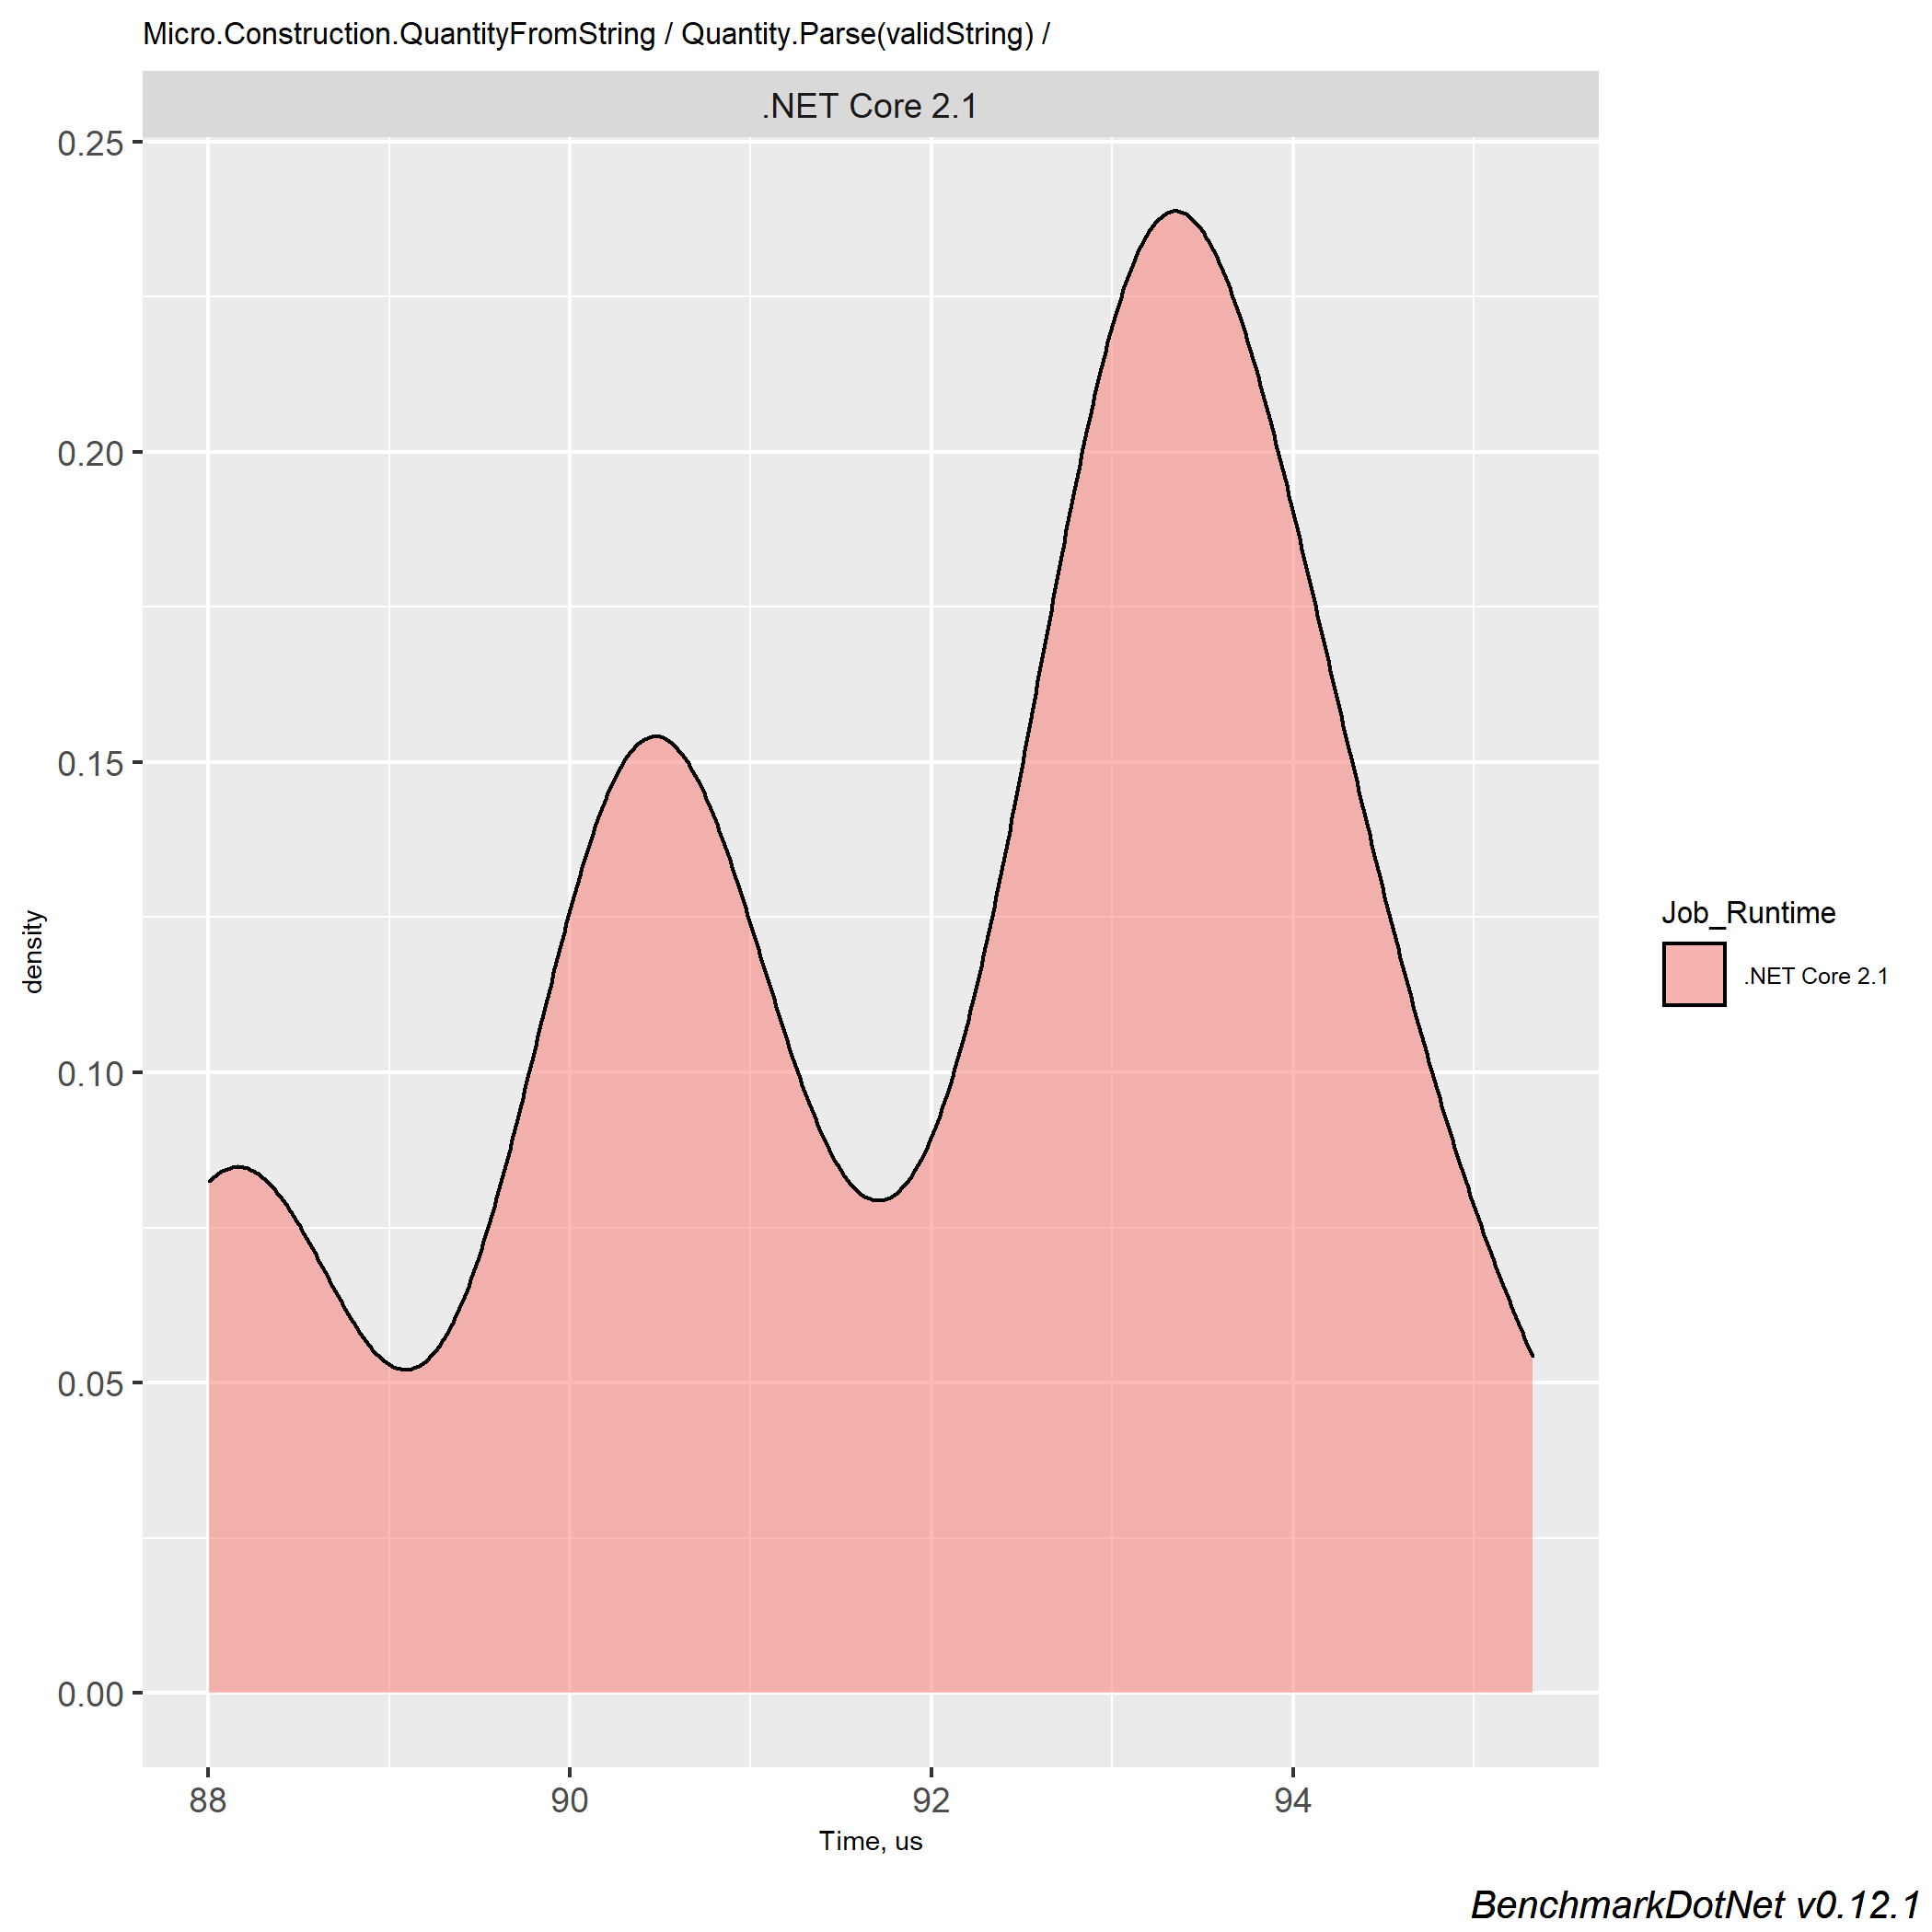 Micro.Construction.QuantityFromString / Quantity.Parse(validString) /
.NET Core 2.1
0.25
0.20
0.15
0.10
0.05
0.00
density
88 90 92 94
Time, us
Job_Runtime
.NET Core 2.1
BenchmarkDotNet v0.12.1